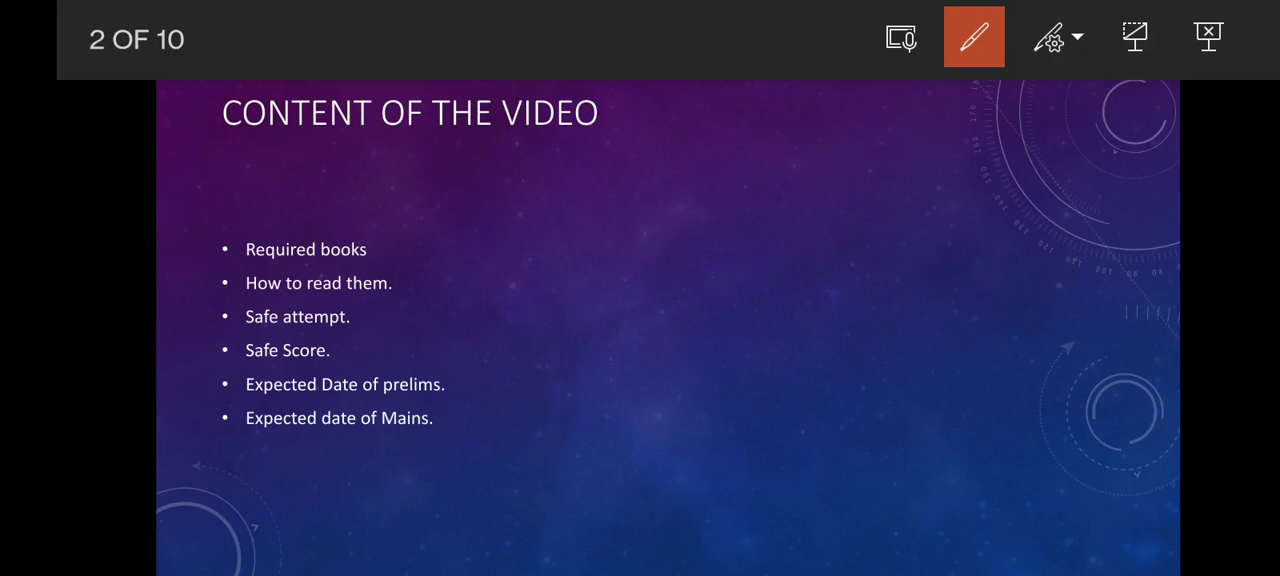 2 OF 10
CONTENT OF THE VIDEO
• Required books
• How to read them.
• Safe attempt.
• Safe Score.
• Expected Date of prelims.
• Expected date of Mains.